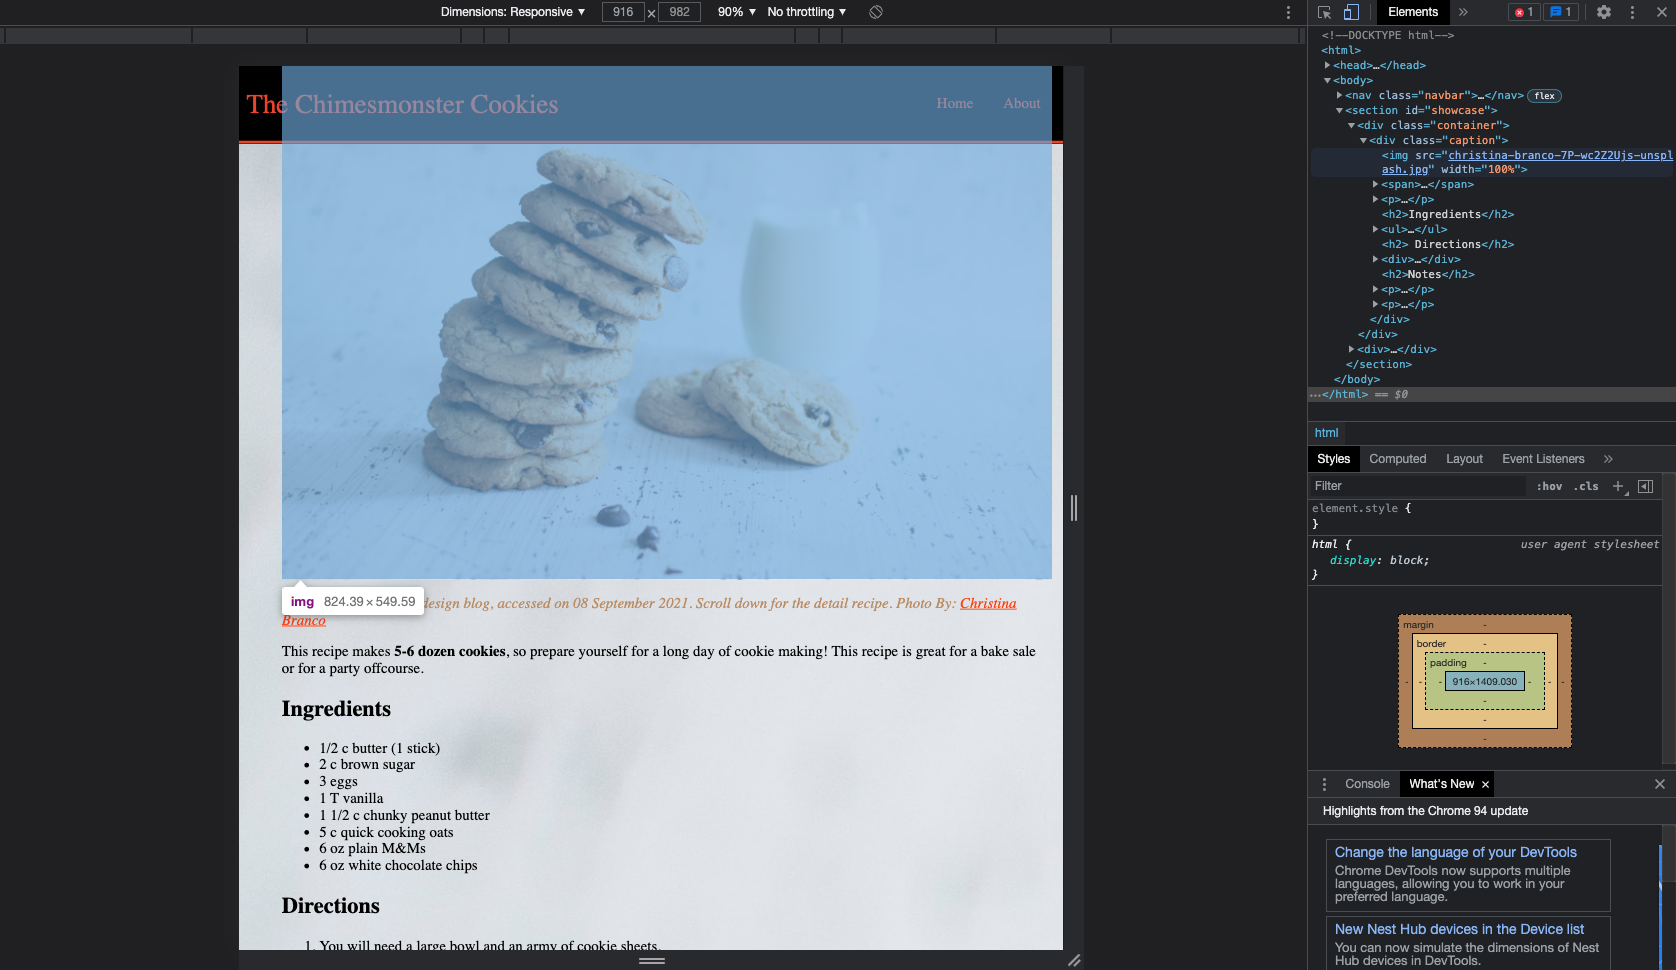 Dimensions: Responsive ▼ 916 × 982 90% ▼ No throttling ▼
Elements » 1 1
The Chimesmonster Cookies
Home About
design blog, accessed on 08 September 2021. Scroll down for the detail recipe. Photo By: Christina
Branco
img 824.39 × 549.59
This recipe makes 5-6 dozen cookies, so prepare yourself for a long day of cookie making! This recipe is great for a bake sale
or for a party offcourse.
Ingredients
• 1/2 c butter (1 stick)
• 2 c brown sugar
• 3 eggs
• 1 T vanilla
• 1 1/2 c chunky peanut butter
• 5 c quick cooking oats
• 6 oz plain M&Ms
• 6 oz white chocolate chips
Directions
1. You will need a large bowl and an army of cookie sheets.
<!--DOCKTYPE html-->
<html>
<head>…</head>
<body>
<nav class="navbar">…</nav> flex
<section id="showcase">
<div class="container">
<div class="caption">
<img src="christina-branco-7P-wc2Z2Ujs-unspl
ash.jpg" width="100%">
<span>…</span>
<p>…</p>
<h2>Ingredients</h2>
<ul>…</ul>
<h2> Directions</h2>
<div>…</div>
<h2>Notes</h2>
<p>…</p>
<p>…</p>
</div>
</div>
<div>…</div>
</section>
</body>
…</html> == $0
html
Styles Computed Layout Event Listeners »
Filter :hov .cls +
element.style {
}
html { user agent stylesheet
display: block;
}
margin -
border -
padding -
- - - 916×1409.030 - - -
-
-
-
Console What's New ×
Highlights from the Chrome 94 update
Change the language of your DevTools
Chrome DevTools now supports multiple
languages, allowing you to work in your
preferred language.
New Nest Hub devices in the Device list
You can now simulate the dimensions of Nest
Hub devices in DevTools.